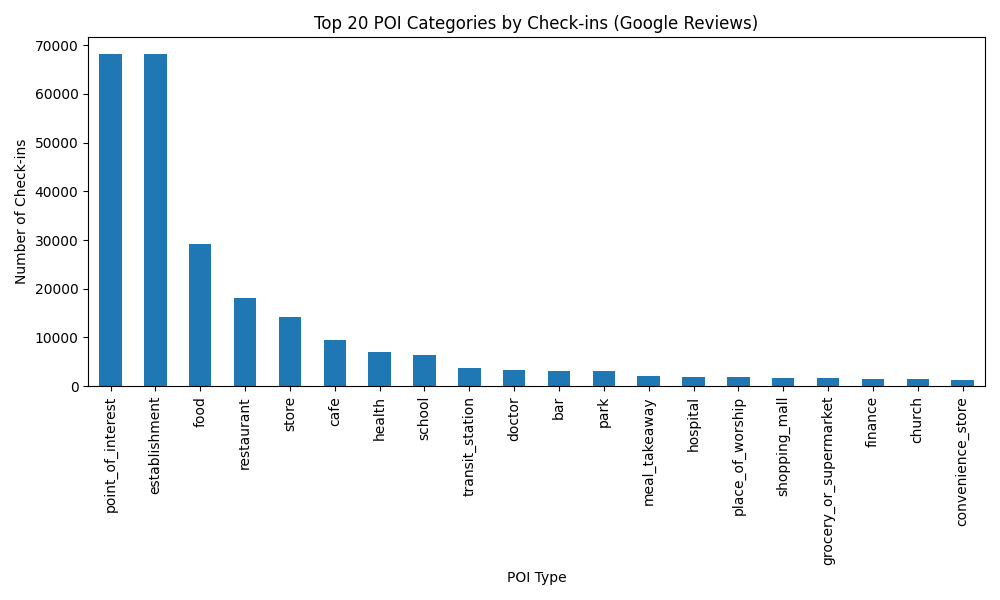 Top 20 POI Categories by Check-ins (Google Reviews)
Number of Check-ins
70000
60000
50000
40000
30000
20000
10000
0
point_of_interest
establishment
food
restaurant
store
cafe
health
school
transit_station
doctor
bar
park
meal_takeaway
hospital
place_of_worship
shopping_mall
grocery_or_supermarket
finance
church
convenience_store
POI Type